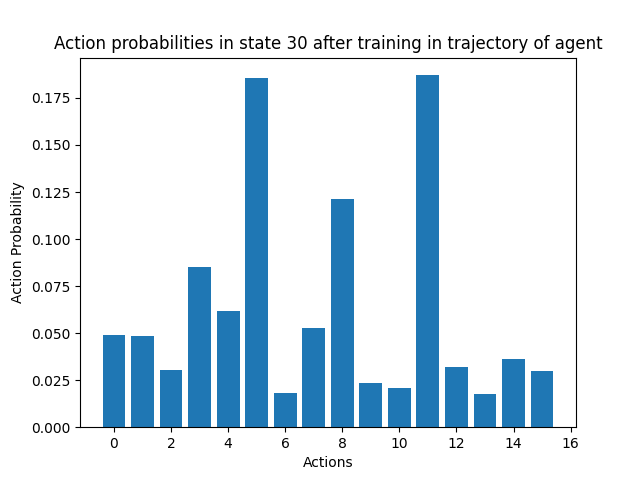 Action probabilities in state 30 after training in trajectory of agent
Action Probability
0.175
0.150
0.125
0.100
0.075
0.050
0.025
0.000
0 2 4 6 8 10 12 14 16
Actions